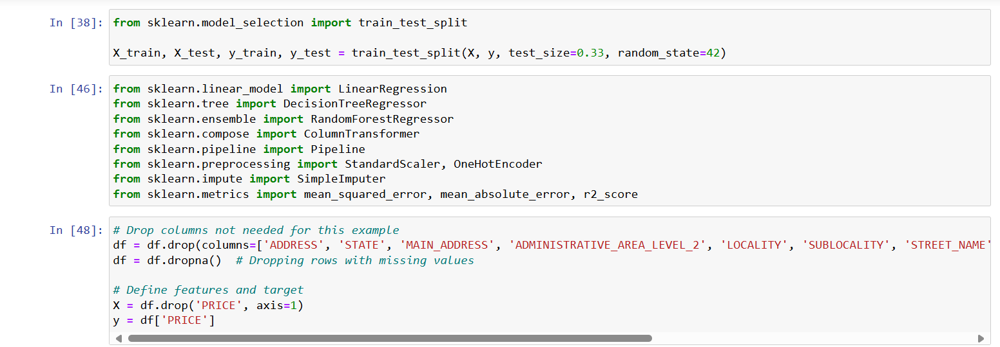 In [38]: from sklearn.model_selection import train_test_split
X_train, X_test, y_train, y_test = train_test_split(X, y, test_size=0.33, random_state=42)
In [46]: from sklearn.linear_model import LinearRegression
from sklearn.tree import DecisionTreeRegressor
from sklearn.ensemble import RandomForestRegressor
from sklearn.compose import ColumnTransformer
from sklearn.pipeline import Pipeline
from sklearn.preprocessing import StandardScaler, OneHotEncoder
from sklearn.impute import SimpleImputer
from sklearn.metrics import mean_squared_error, mean_absolute_error, r2_score
In [48]: # Drop columns not needed for this example
df = df.drop(columns=['ADDRESS', 'STATE', 'MAIN_ADDRESS', 'ADMINISTRATIVE_AREA_LEVEL_2', 'LOCALITY', 'SUBLOCALITY', 'STREET_NAME'
df = df.dropna()  # Dropping rows with missing values
# Define features and target
X = df.drop('PRICE', axis=1)
y = df['PRICE']